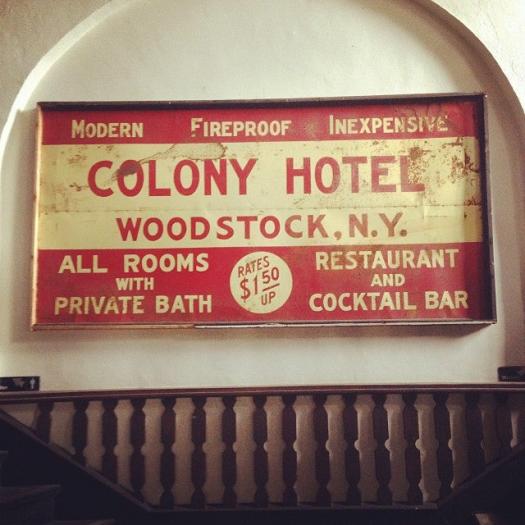 MODERN FIREPROOF INEXPENSIVE
COLONY HOTEL
WOODSTOCK, N.Y.
ALL ROOMS
WITH
PRIVATE BATH
RATES
$1.50
UP
RESTAURANT
AND
COCKTAIL BAR